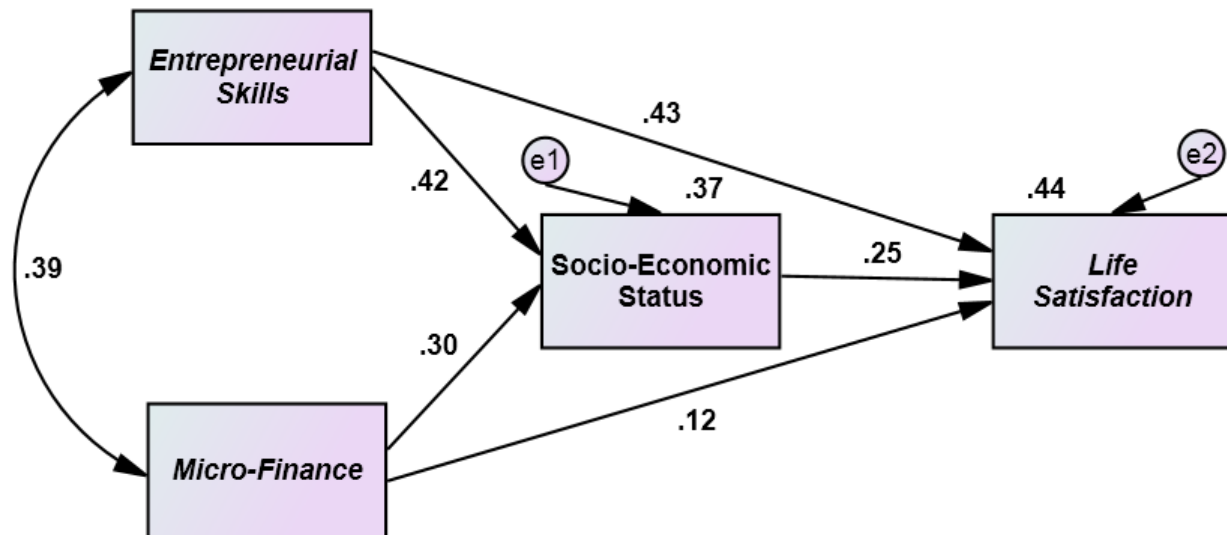 Entrepreneurial
Skills
.43
e1
e2
.42
.37
.44
Socio-Economic
Status
.25
Life
Satisfaction
.39
.30
.12
Micro-Finance